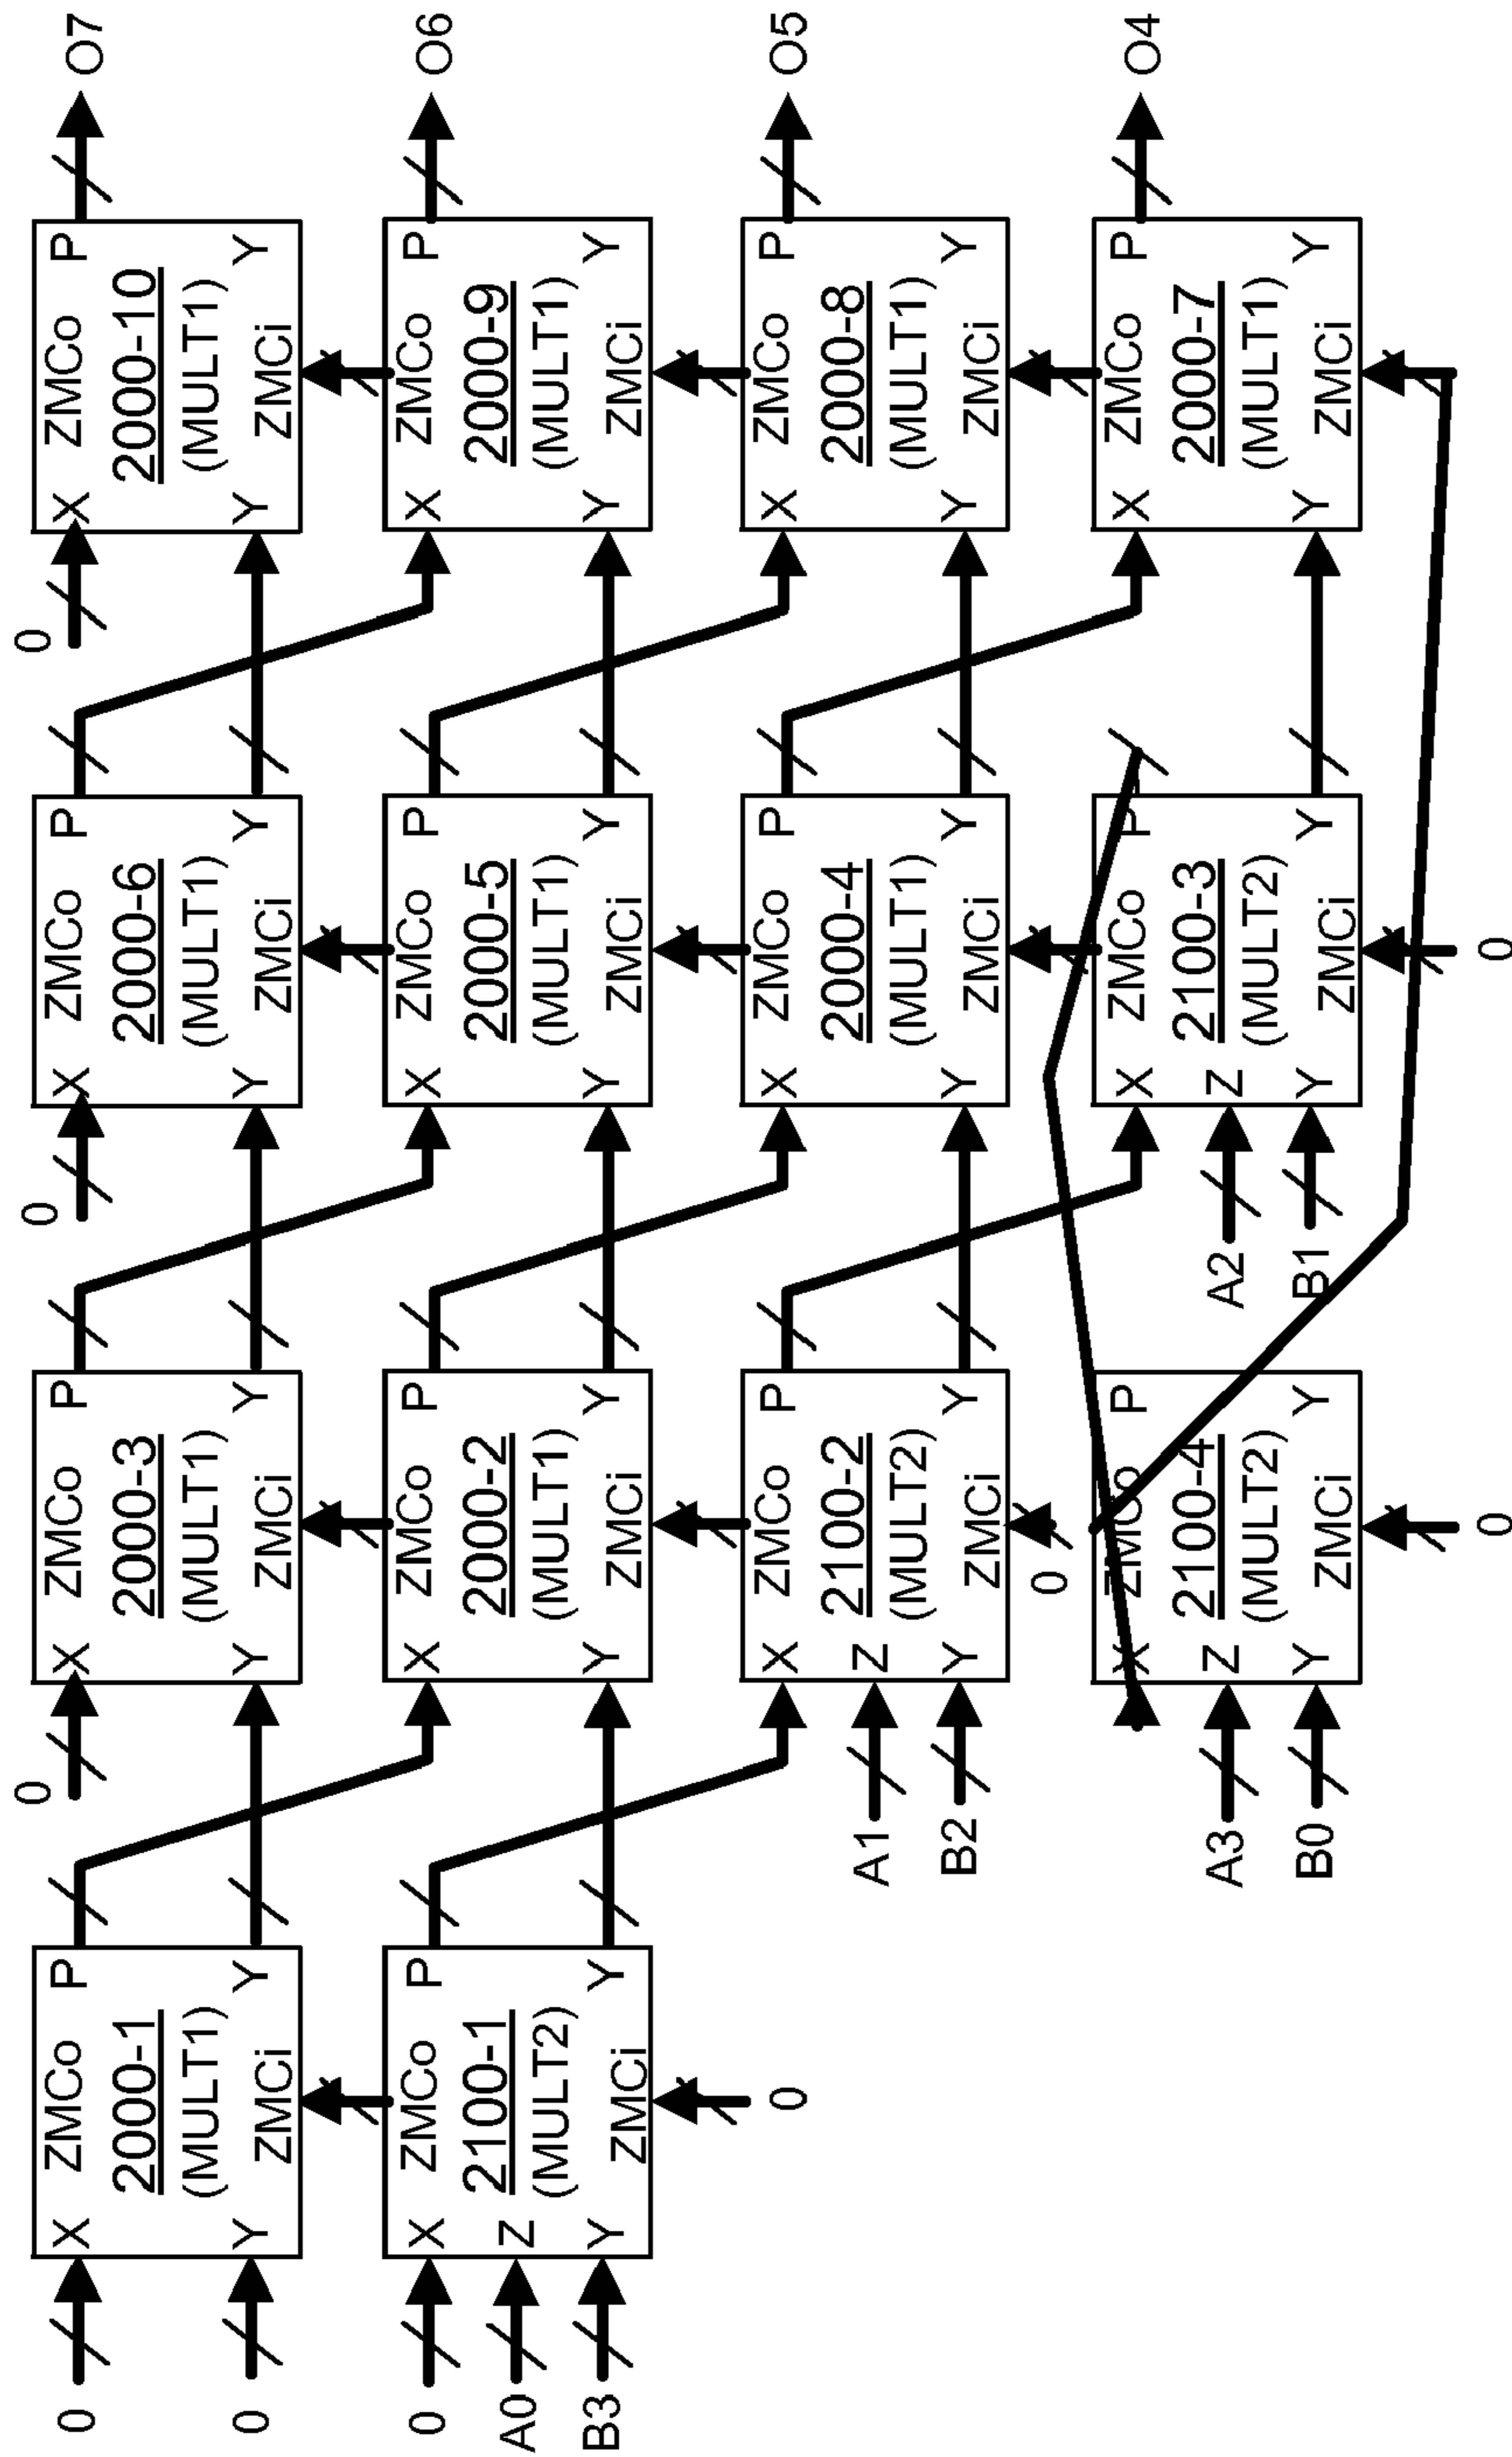 0
0
X ZMCo P
2000-1
(MULT1)
Y ZMCi Y
0
X ZMCo P
2000-3
(MULT1)
Y ZMCi Y
0
X ZMCo P
2000-6
(MULT1)
Y ZMCi Y
0
X ZMCo P
2000-10
(MULT1)
Y ZMCi Y
O7
0
A0
B3
X ZMCo P
Z 2100-1
(MULT2)
Y ZMCi Y
0
X ZMCo P
2000-2
(MULT1)
Y ZMCi Y
X ZMCo P
2000-5
(MULT1)
Y ZMCi Y
X ZMCo P
2000-9
(MULT1)
Y ZMCi Y
O6
A1
B2
X ZMCo P
Z 2100-2
(MULT2)
Y ZMCi Y
0
X ZMCo P
2000-4
(MULT1)
Y ZMCi Y
X ZMCo P
2000-8
(MULT1)
Y ZMCi Y
O5
A3
B0
X ZMCo P
Z 2100-4
(MULT2)
Y ZMCi Y
0
A2
B1
X ZMCo P
Z 2100-3
(MULT2)
Y ZMCi Y
0
X ZMCo P
2000-7
(MULT1)
Y ZMCi Y
O4